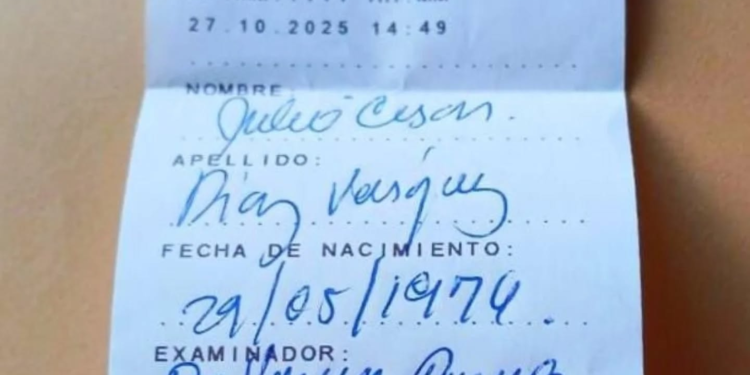 27.10.2025 14:49
NOMBRE:
Julio Cesar.
APELLIDO:
Díaz Vasquez
FECHA DE NACIMIENTO:
29/05/1974.
EXAMINADOR: